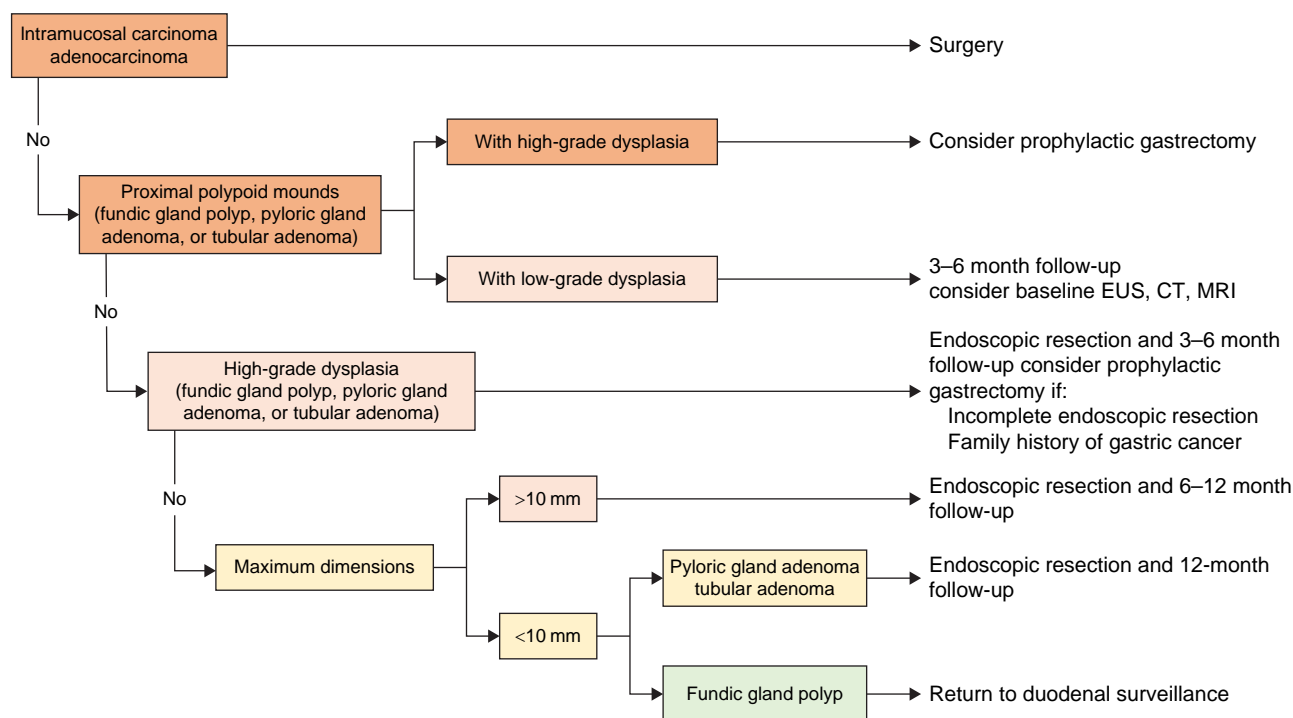 Intramucosal carcinoma
adenocarcinoma
Surgery
No
With high-grade dysplasia
Consider prophylactic gastrectomy
Proximal polypoid mounds
(fundic gland polyp, pyloric gland
adenoma, or tubular adenoma)
With low-grade dysplasia
3–6 month follow-up
consider baseline EUS, CT, MRI
No
High-grade dysplasia
(fundic gland polyp, pyloric gland
adenoma, or tubular adenoma)
Endoscopic resection and 3–6 month
follow-up consider prophylactic
gastrectomy if:
Incomplete endoscopic resection
Family history of gastric cancer
No
>10 mm
Endoscopic resection and 6–12 month
follow-up
Maximum dimensions
Pyloric gland adenoma
tubular adenoma
Endoscopic resection and 12-month
follow-up
<10 mm
Fundic gland polyp
Return to duodenal surveillance